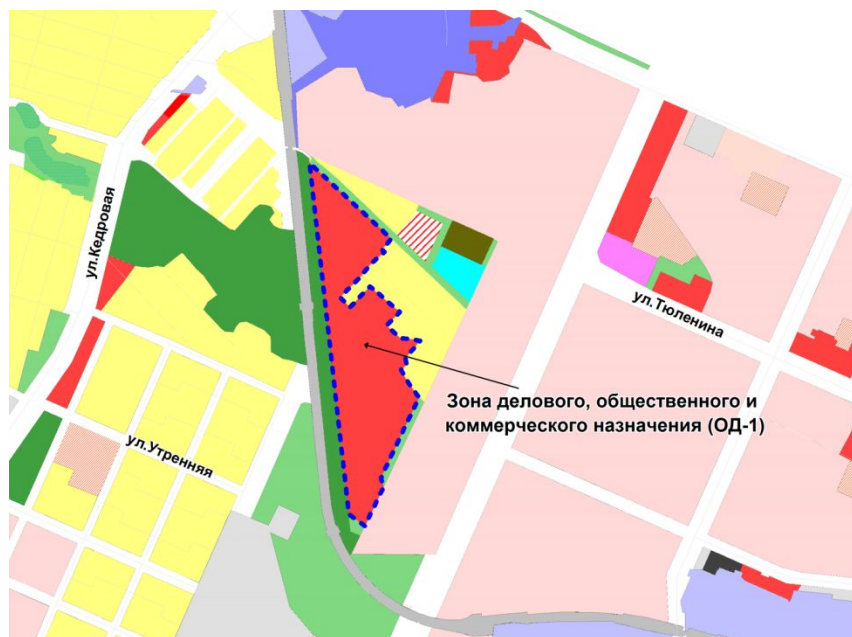 ул.Кедровая
ул.Тюленина
Зона делового, общественного и
коммерческого назначения (ОД-1)
ул.Утренняя